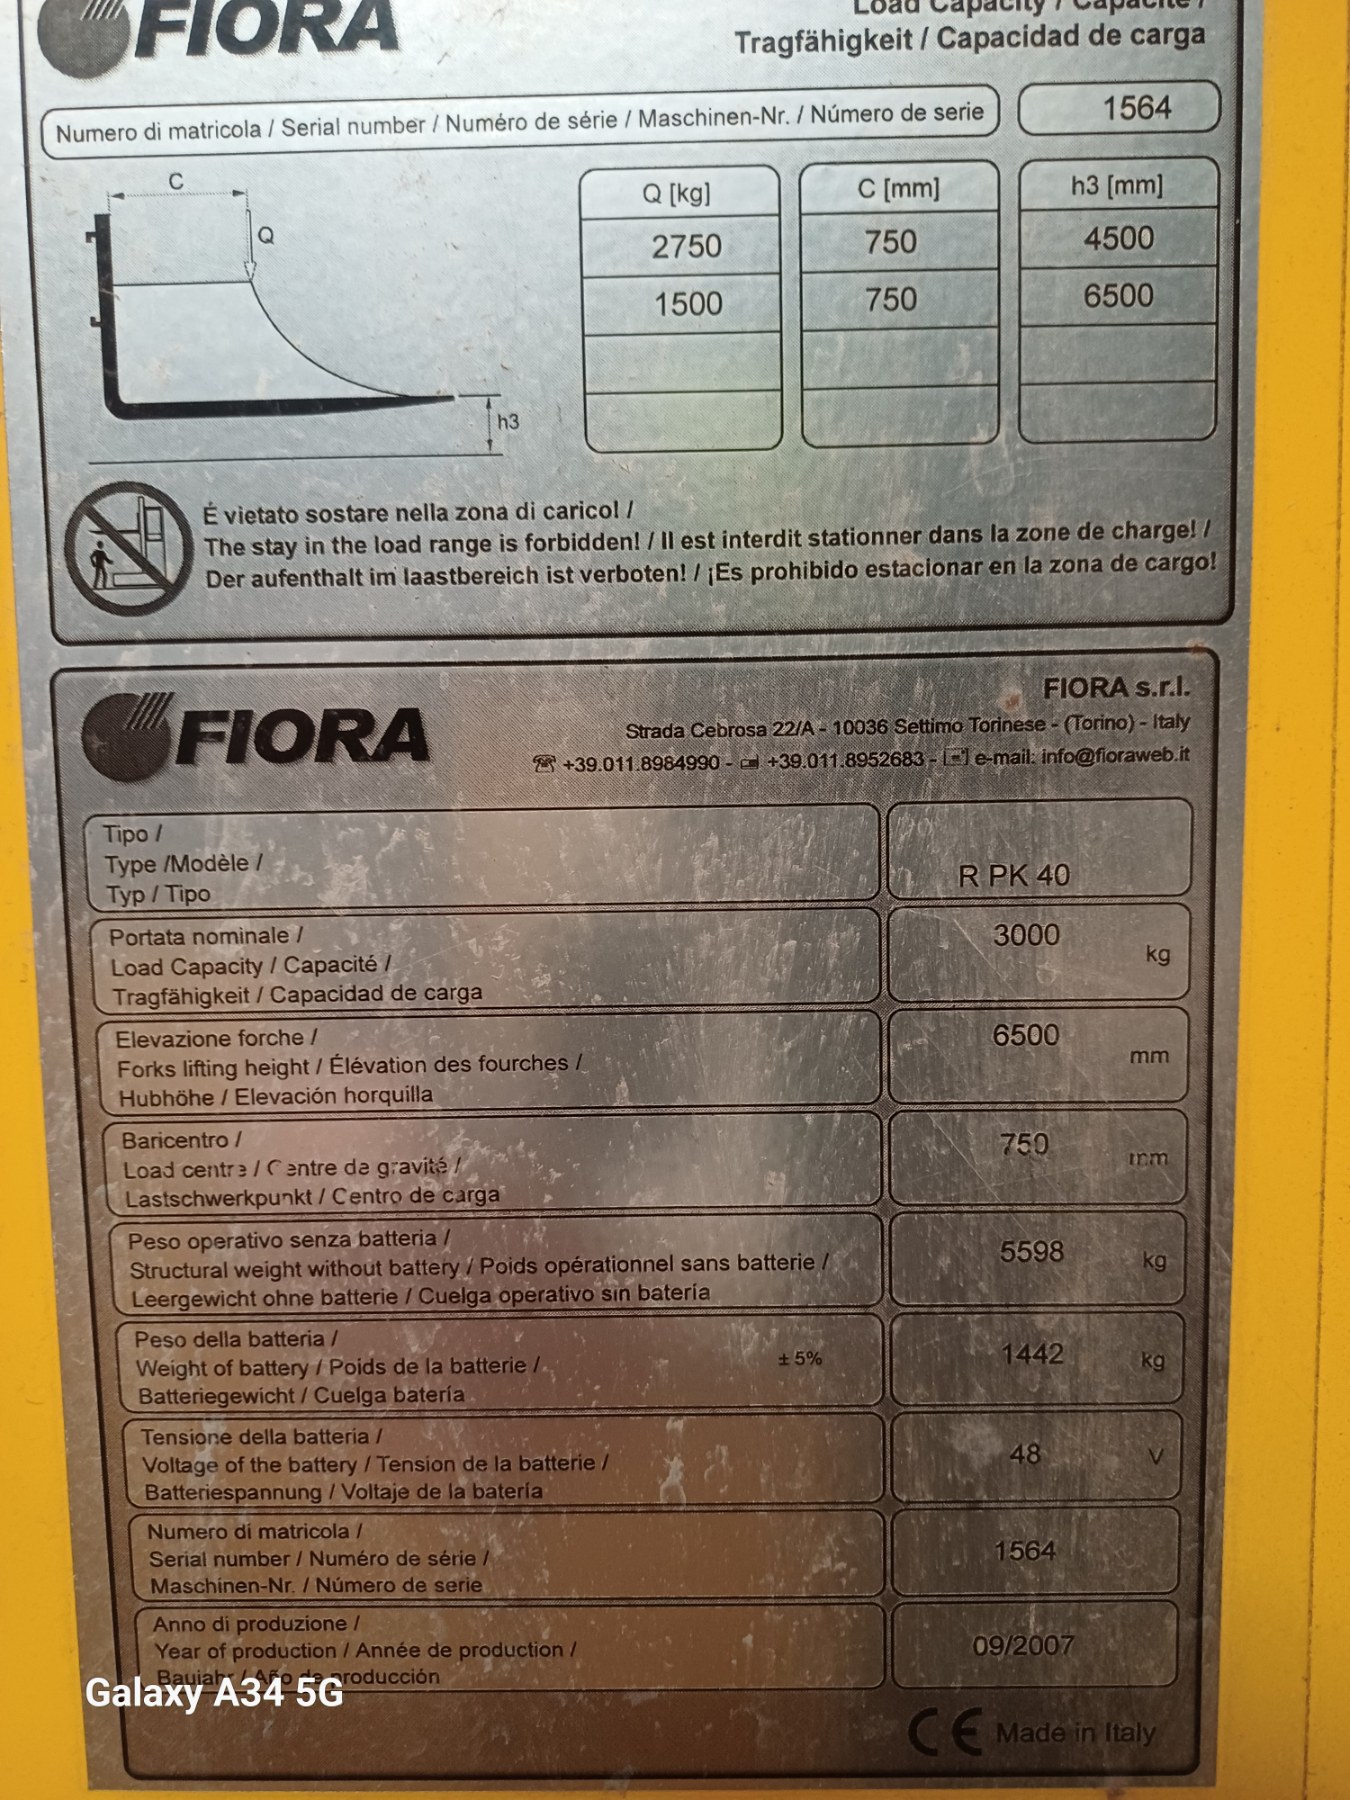 FIORA
Load Capacity / Capacité /
Tragfähigkeit / Capacidad de carga
Numero di matricola / Serial number / Numéro de série / Maschinen-Nr. / Número de serie
1564
C
Q
h3
Q [kg] C [mm] h3 [mm]
2750 750 4500
1500 750 6500
É vietato sostare nella zona di carico! /
The stay in the load range is forbidden! / Il est interdit stationner dans la zone de charge! /
Der aufenthalt im laastbereich ist verboten! / ¡Es prohibido estacionar en la zona de cargo!
FIORA
FIORA s.r.l.
Strada Cebrosa 22/A - 10036 Settimo Torinese - (Torino) - Italy
+39.011.8984990 - +39.011.8952683 - e-mail: info@fioraweb.it
Tipo /
Type /Modèle /
Typ / Tipo
R PK 40
Portata nominale /
Load Capacity / Capacité /
Tragfähigkeit / Capacidad de carga
3000 kg
Elevazione forche /
Forks lifting height / Élévation des fourches /
Hubhöhe / Elevación horquilla
6500 mm
Baricentro /
Load centre / Centre de gravité /
Lastschwerkpunkt / Centro de carga
750 mm
Peso operativo senza batteria /
Structural weight without battery / Poids opérationnel sans batterie /
Leergewicht ohne batterie / Cuelga operativo sin batería
5598 kg
Peso della batteria /
Weight of battery / Poids de la batterie /
Batteriegewicht / Cuelga batería
± 5%
1442 kg
Tensione della batteria /
Voltage of the battery / Tension de la batterie /
Batteriespannung / Voltaje de la batería
48 V
Numero di matricola /
Serial number / Numéro de série /
Maschinen-Nr. / Número de serie
1564
Anno di produzione /
Year of production / Année de production /
Baujahr / Año de producción
09/2007
Galaxy A34 5G
CE Made in Italy